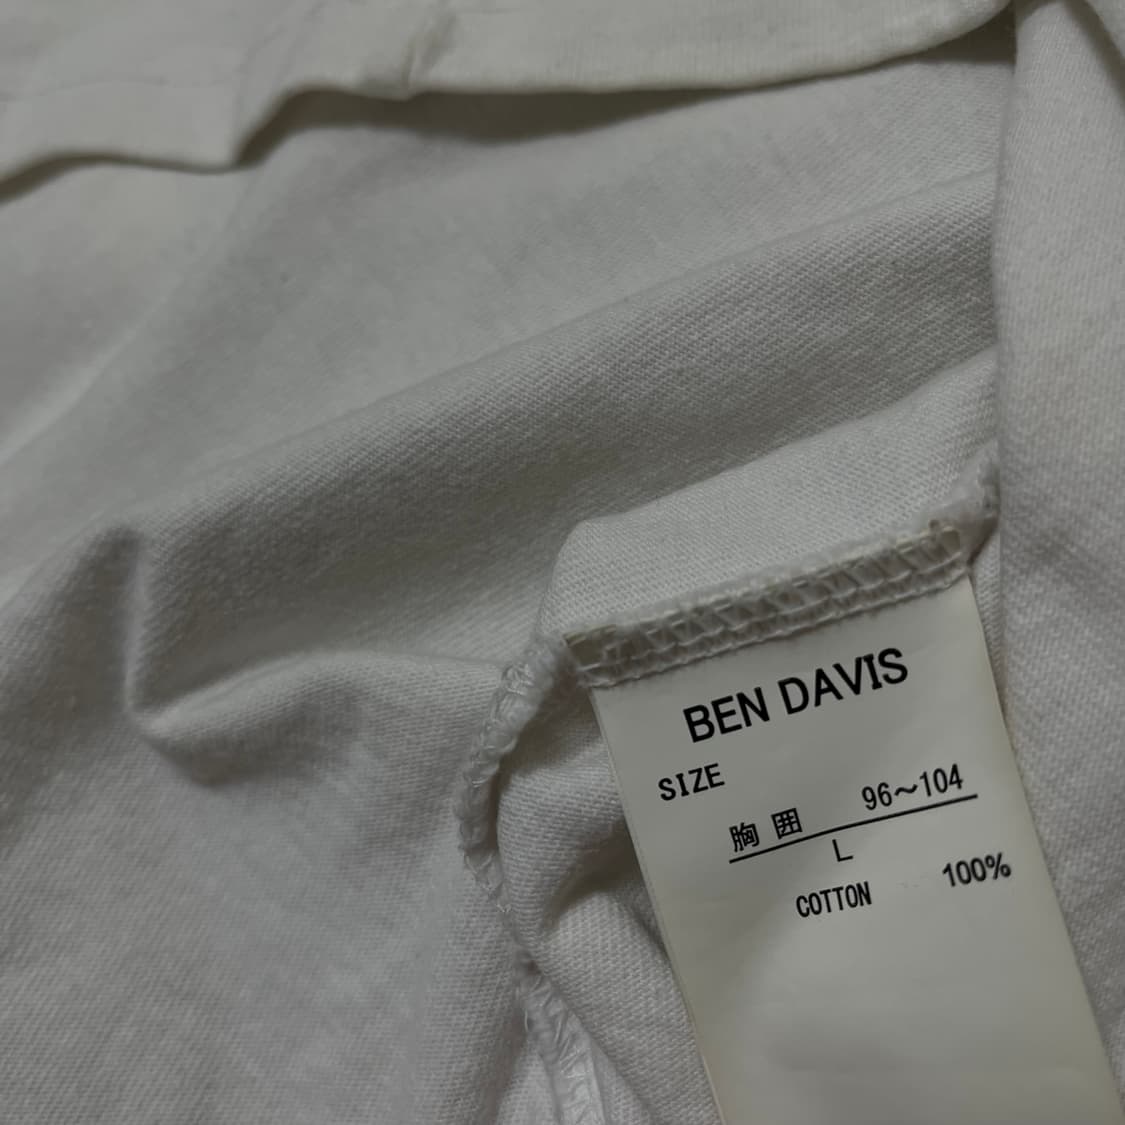 BEN DAVIS
SIZE
胸囲 96～104
L
COTTON 100%